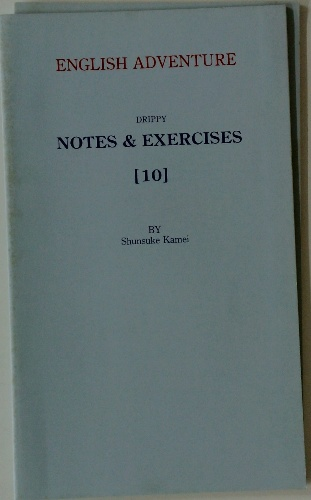 ENGLISH ADVENTURE
DRIPPY
NOTES & EXERCISES
[10]
BY
Shunsuke Kamei